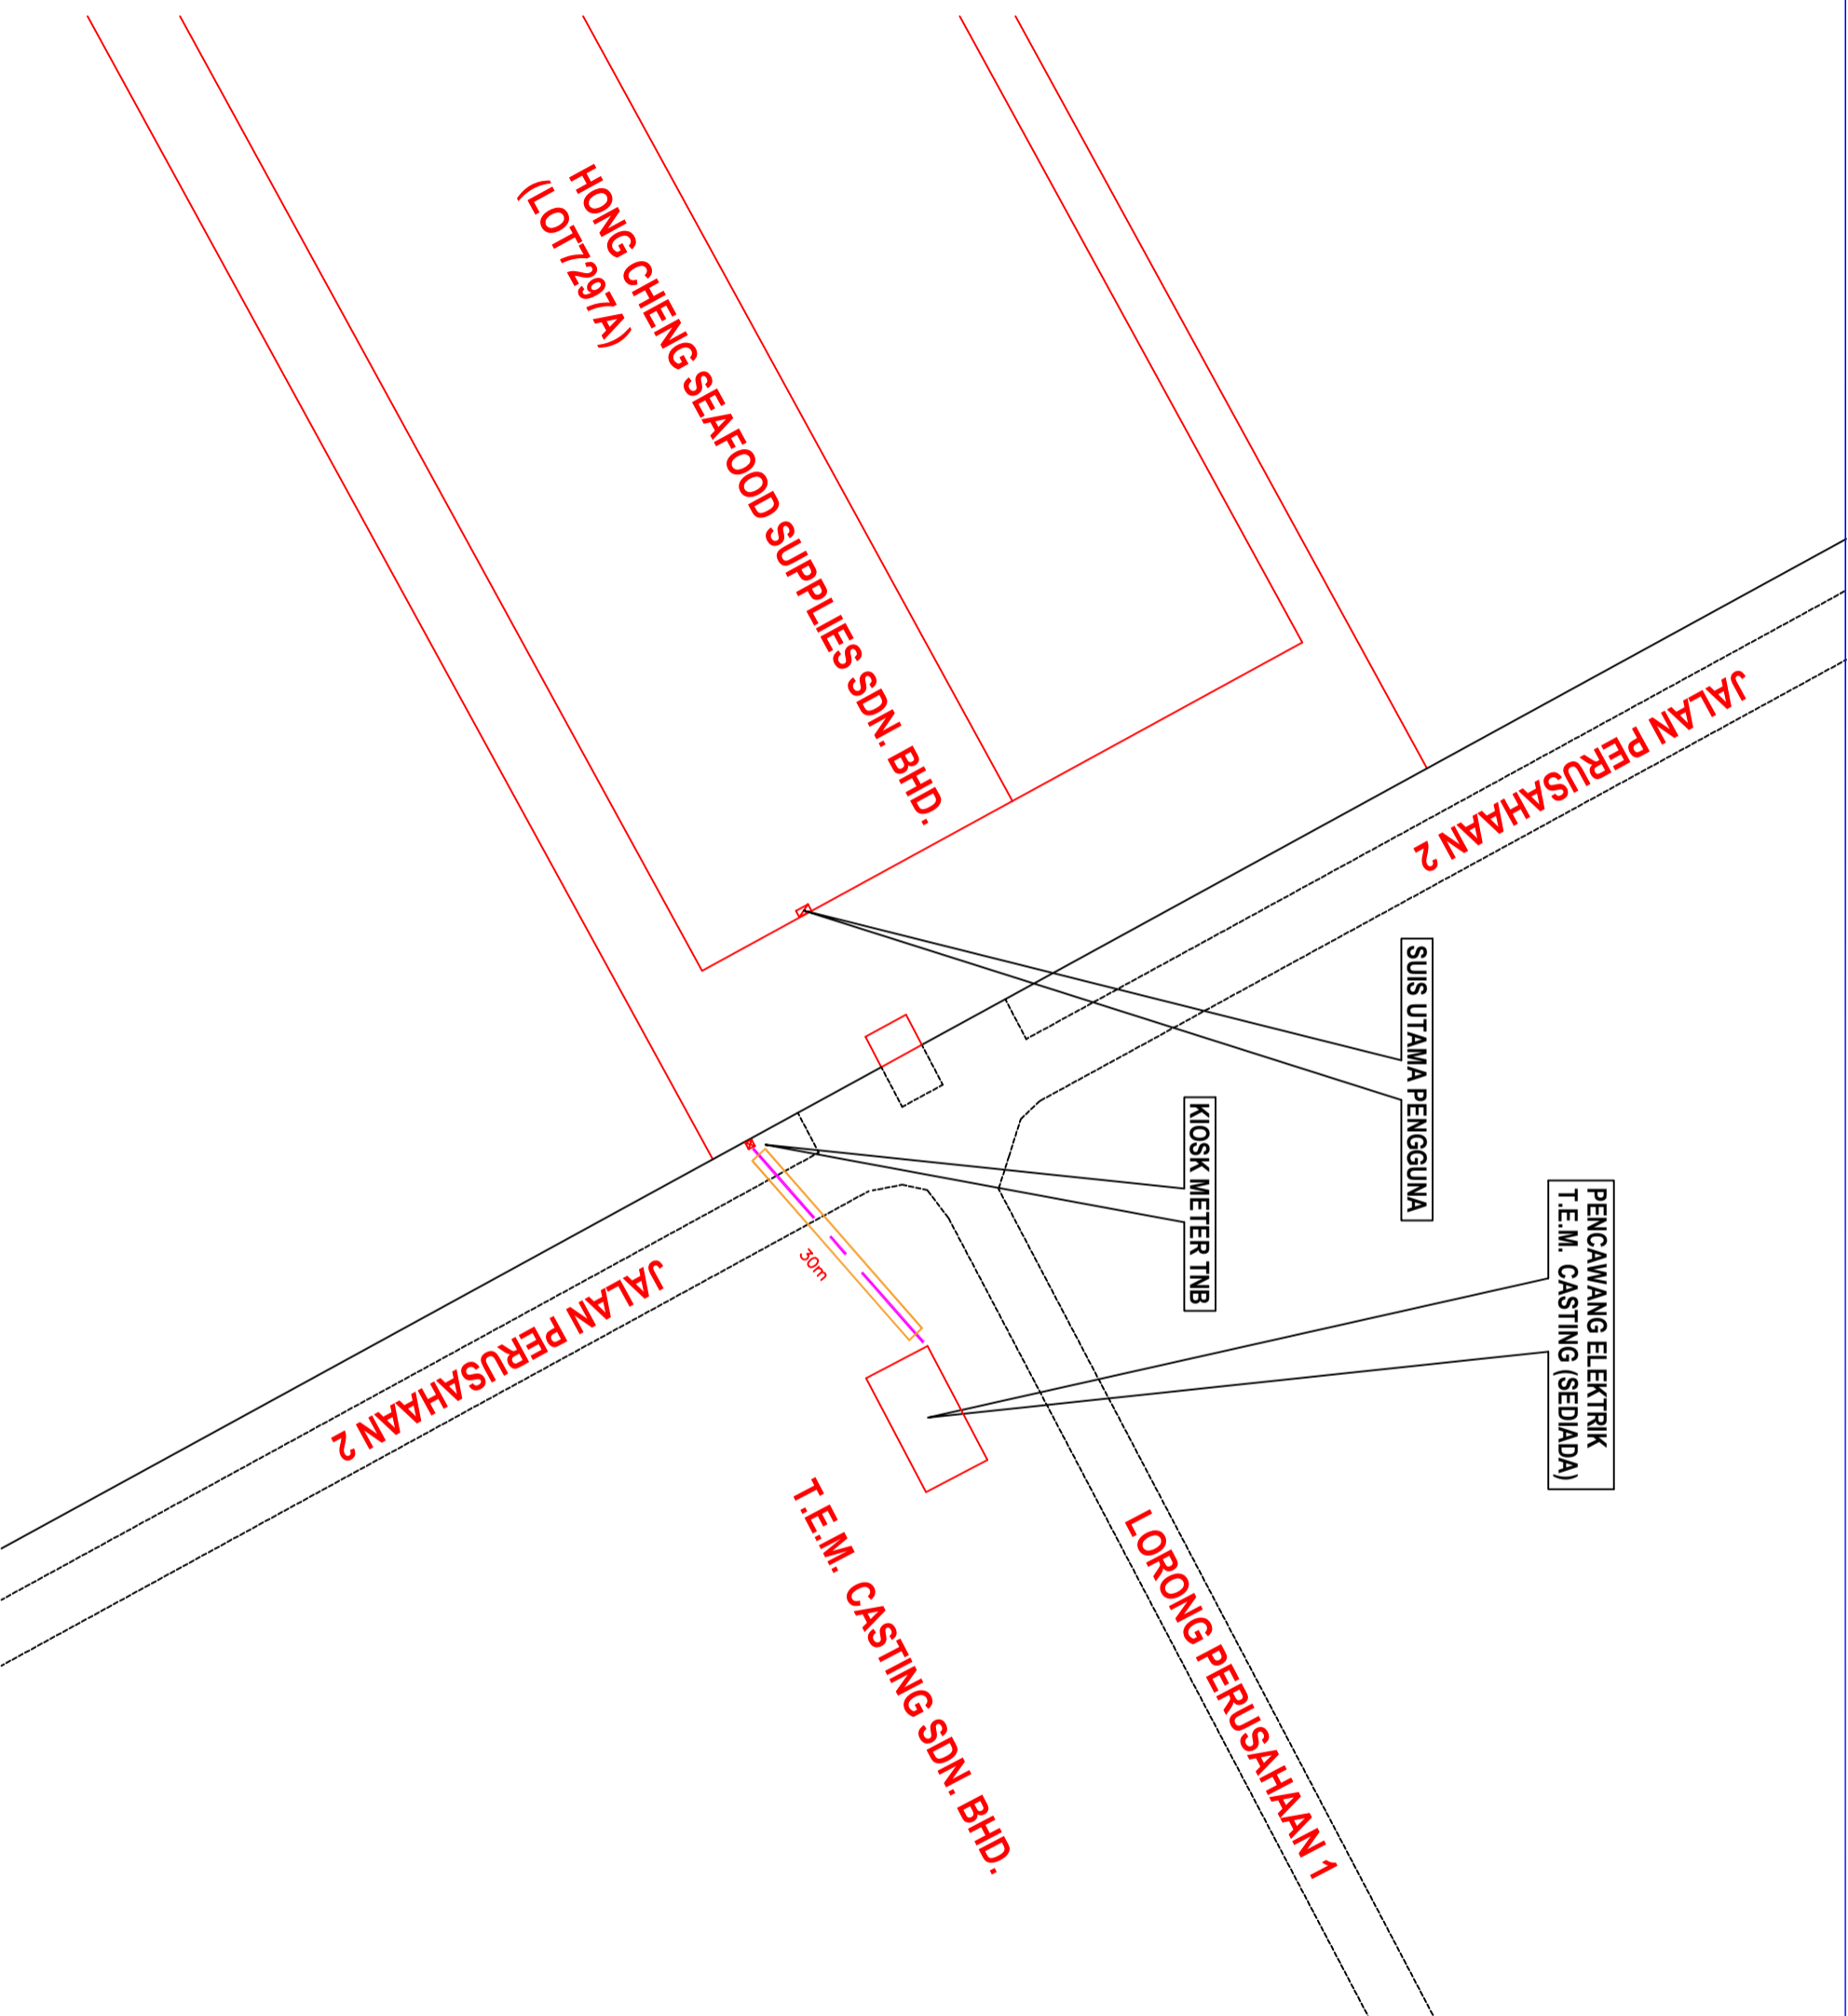 HONG CHENG SEAFOOD SUPPLIES SDN. BHD.
(LOT7297A)
JALAN PERUSAHAAN 2
SUIS UTAMA PENGGUNA
KIOSK METER TNB
PENCAWANG ELEKTRIK
T.E.M. CASTING (SEDIADA)
30m
JALAN PERUSAHAAN 2
T.E.M. CASTING SDN. BHD.
LORONG PERUSAHAAN 1